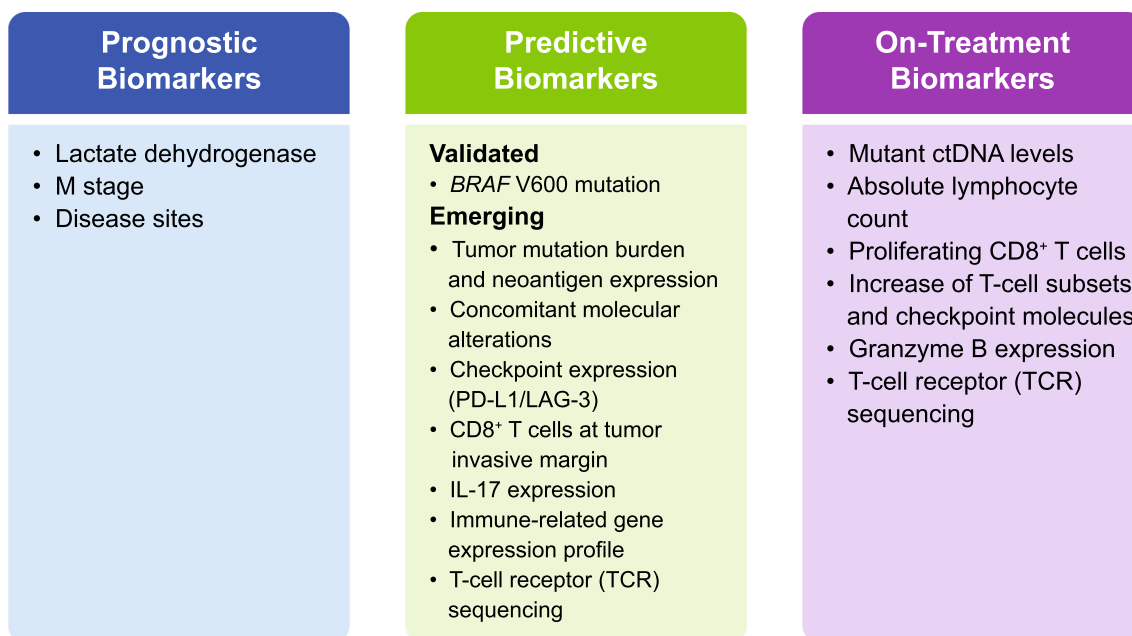 Prognostic
Biomarkers
• Lactate dehydrogenase
• M stage
• Disease sites
Predictive
Biomarkers
Validated
• BRAF V600 mutation
Emerging
• Tumor mutation burden
and neoantigen expression
• Concomitant molecular
alterations
• Checkpoint expression
(PD-L1/LAG-3)
• CD8⁺ T cells at tumor
invasive margin
• IL-17 expression
• Immune-related gene
expression profile
• T-cell receptor (TCR)
sequencing
On-Treatment
Biomarkers
• Mutant ctDNA levels
• Absolute lymphocyte
count
• Proliferating CD8⁺ T cells
• Increase of T-cell subsets
and checkpoint molecules
• Granzyme B expression
• T-cell receptor (TCR)
sequencing